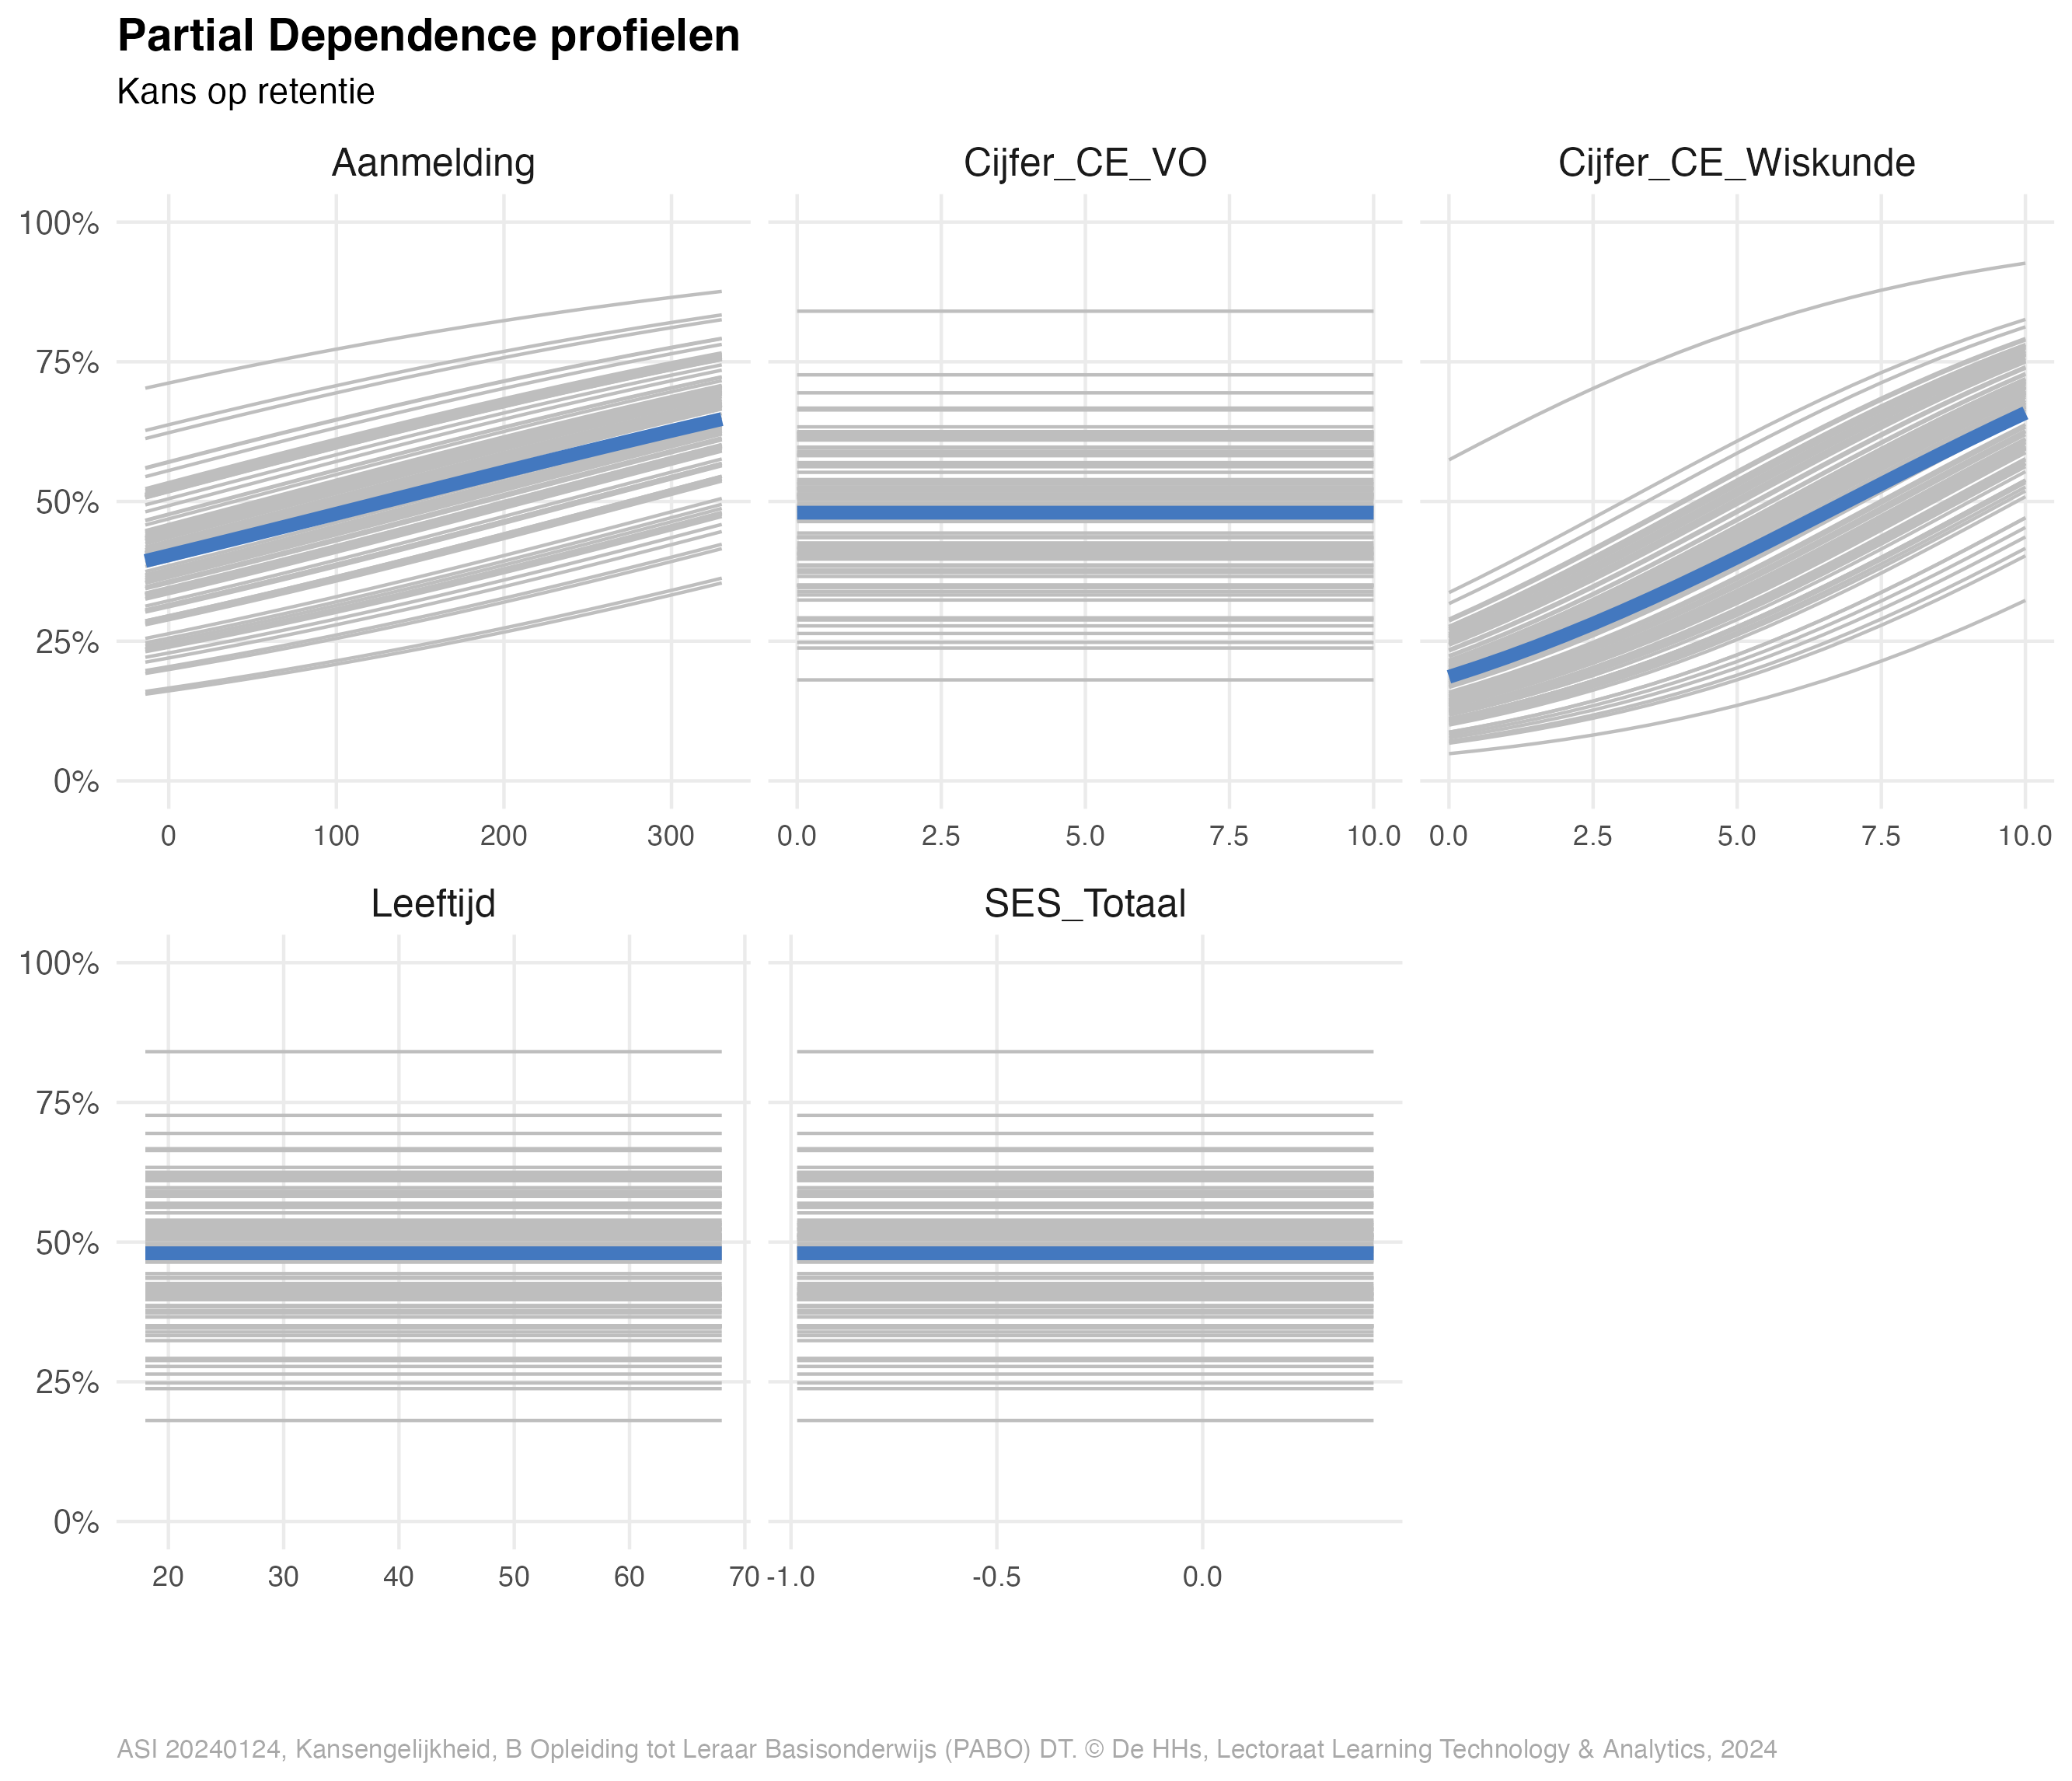 Partial Dependence profielen
Kans op retentie
Aanmelding
Cijfer_CE_VO
Cijfer_CE_Wiskunde
100%
75%
50%
25%
0%
0 100 200 300
0.0 2.5 5.0 7.5 10.0
0.0 2.5 5.0 7.5 10.0
Leeftijd
SES_Totaal
100%
75%
50%
25%
0%
20 30 40 50 60 70
-1.0 -0.5 0.0
ASI 20240124, Kansengelijkheid, B Opleiding tot Leraar Basisonderwijs (PABO) DT. © De HHs, Lectoraat Learning Technology & Analytics, 2024